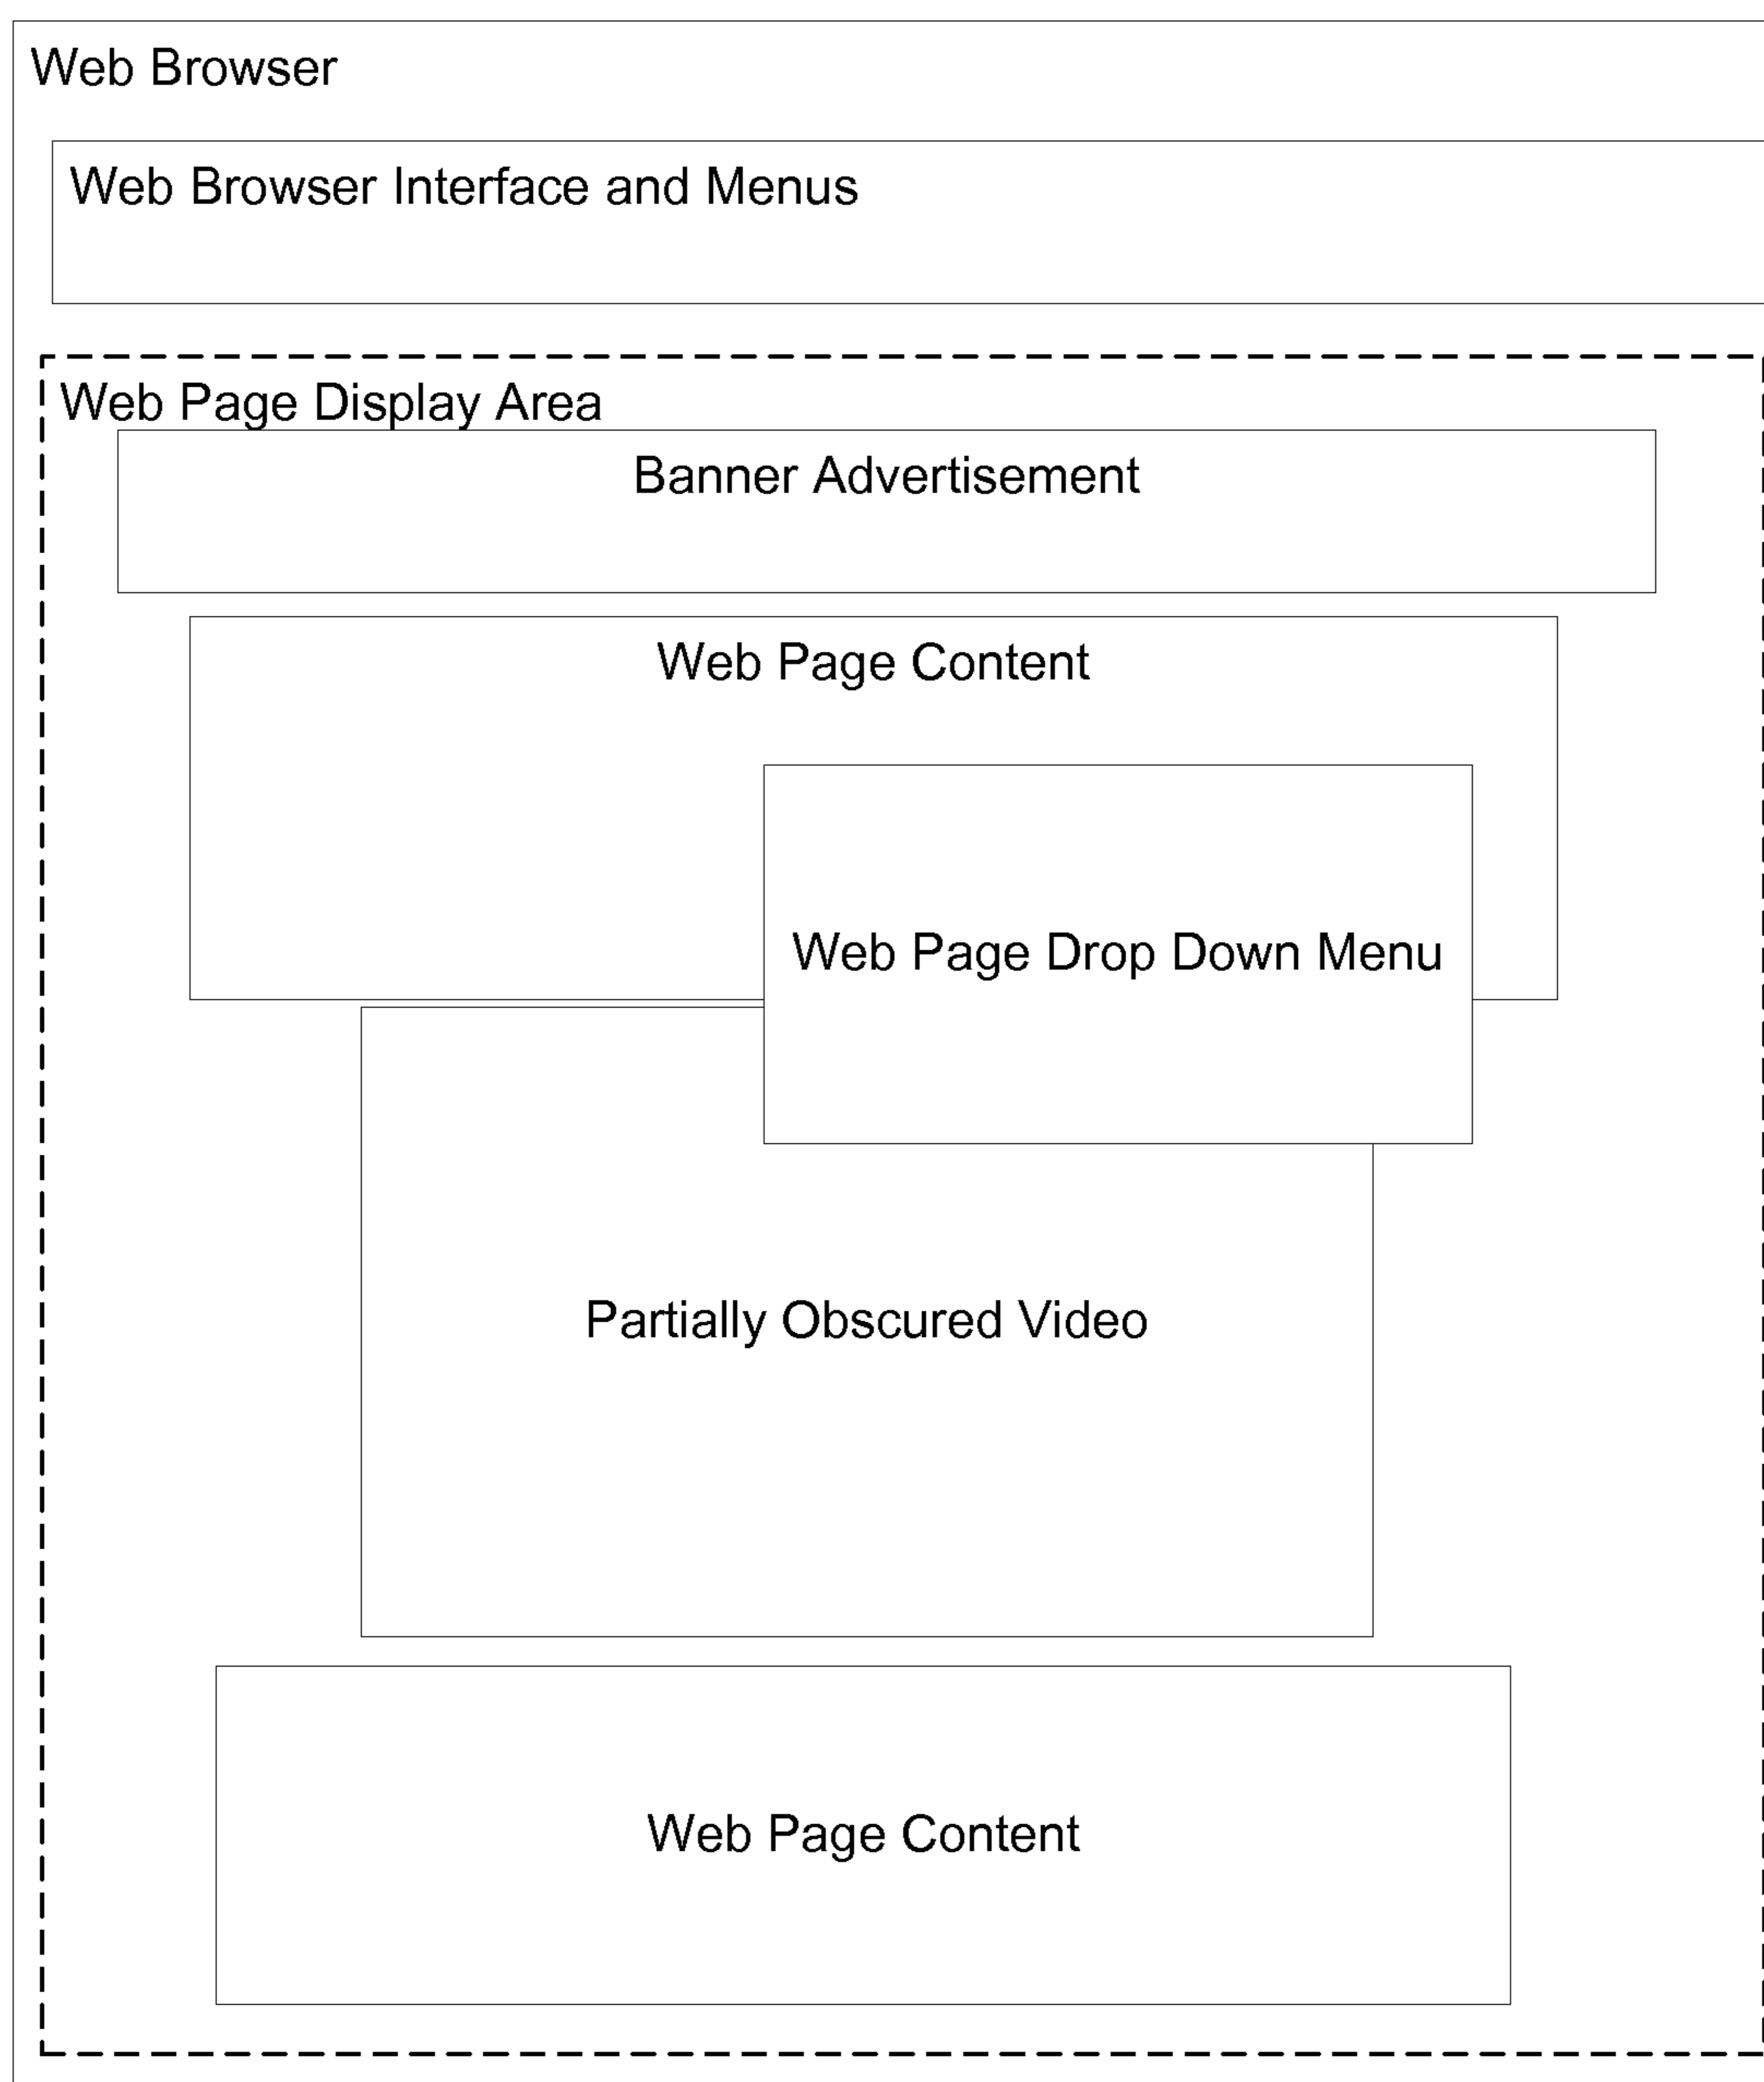 Web Browser
Web Browser Interface and Menus
Web Page Display Area
Banner Advertisement
Web Page Content
Web Page Drop Down Menu
Partially Obscured Video
Web Page Content